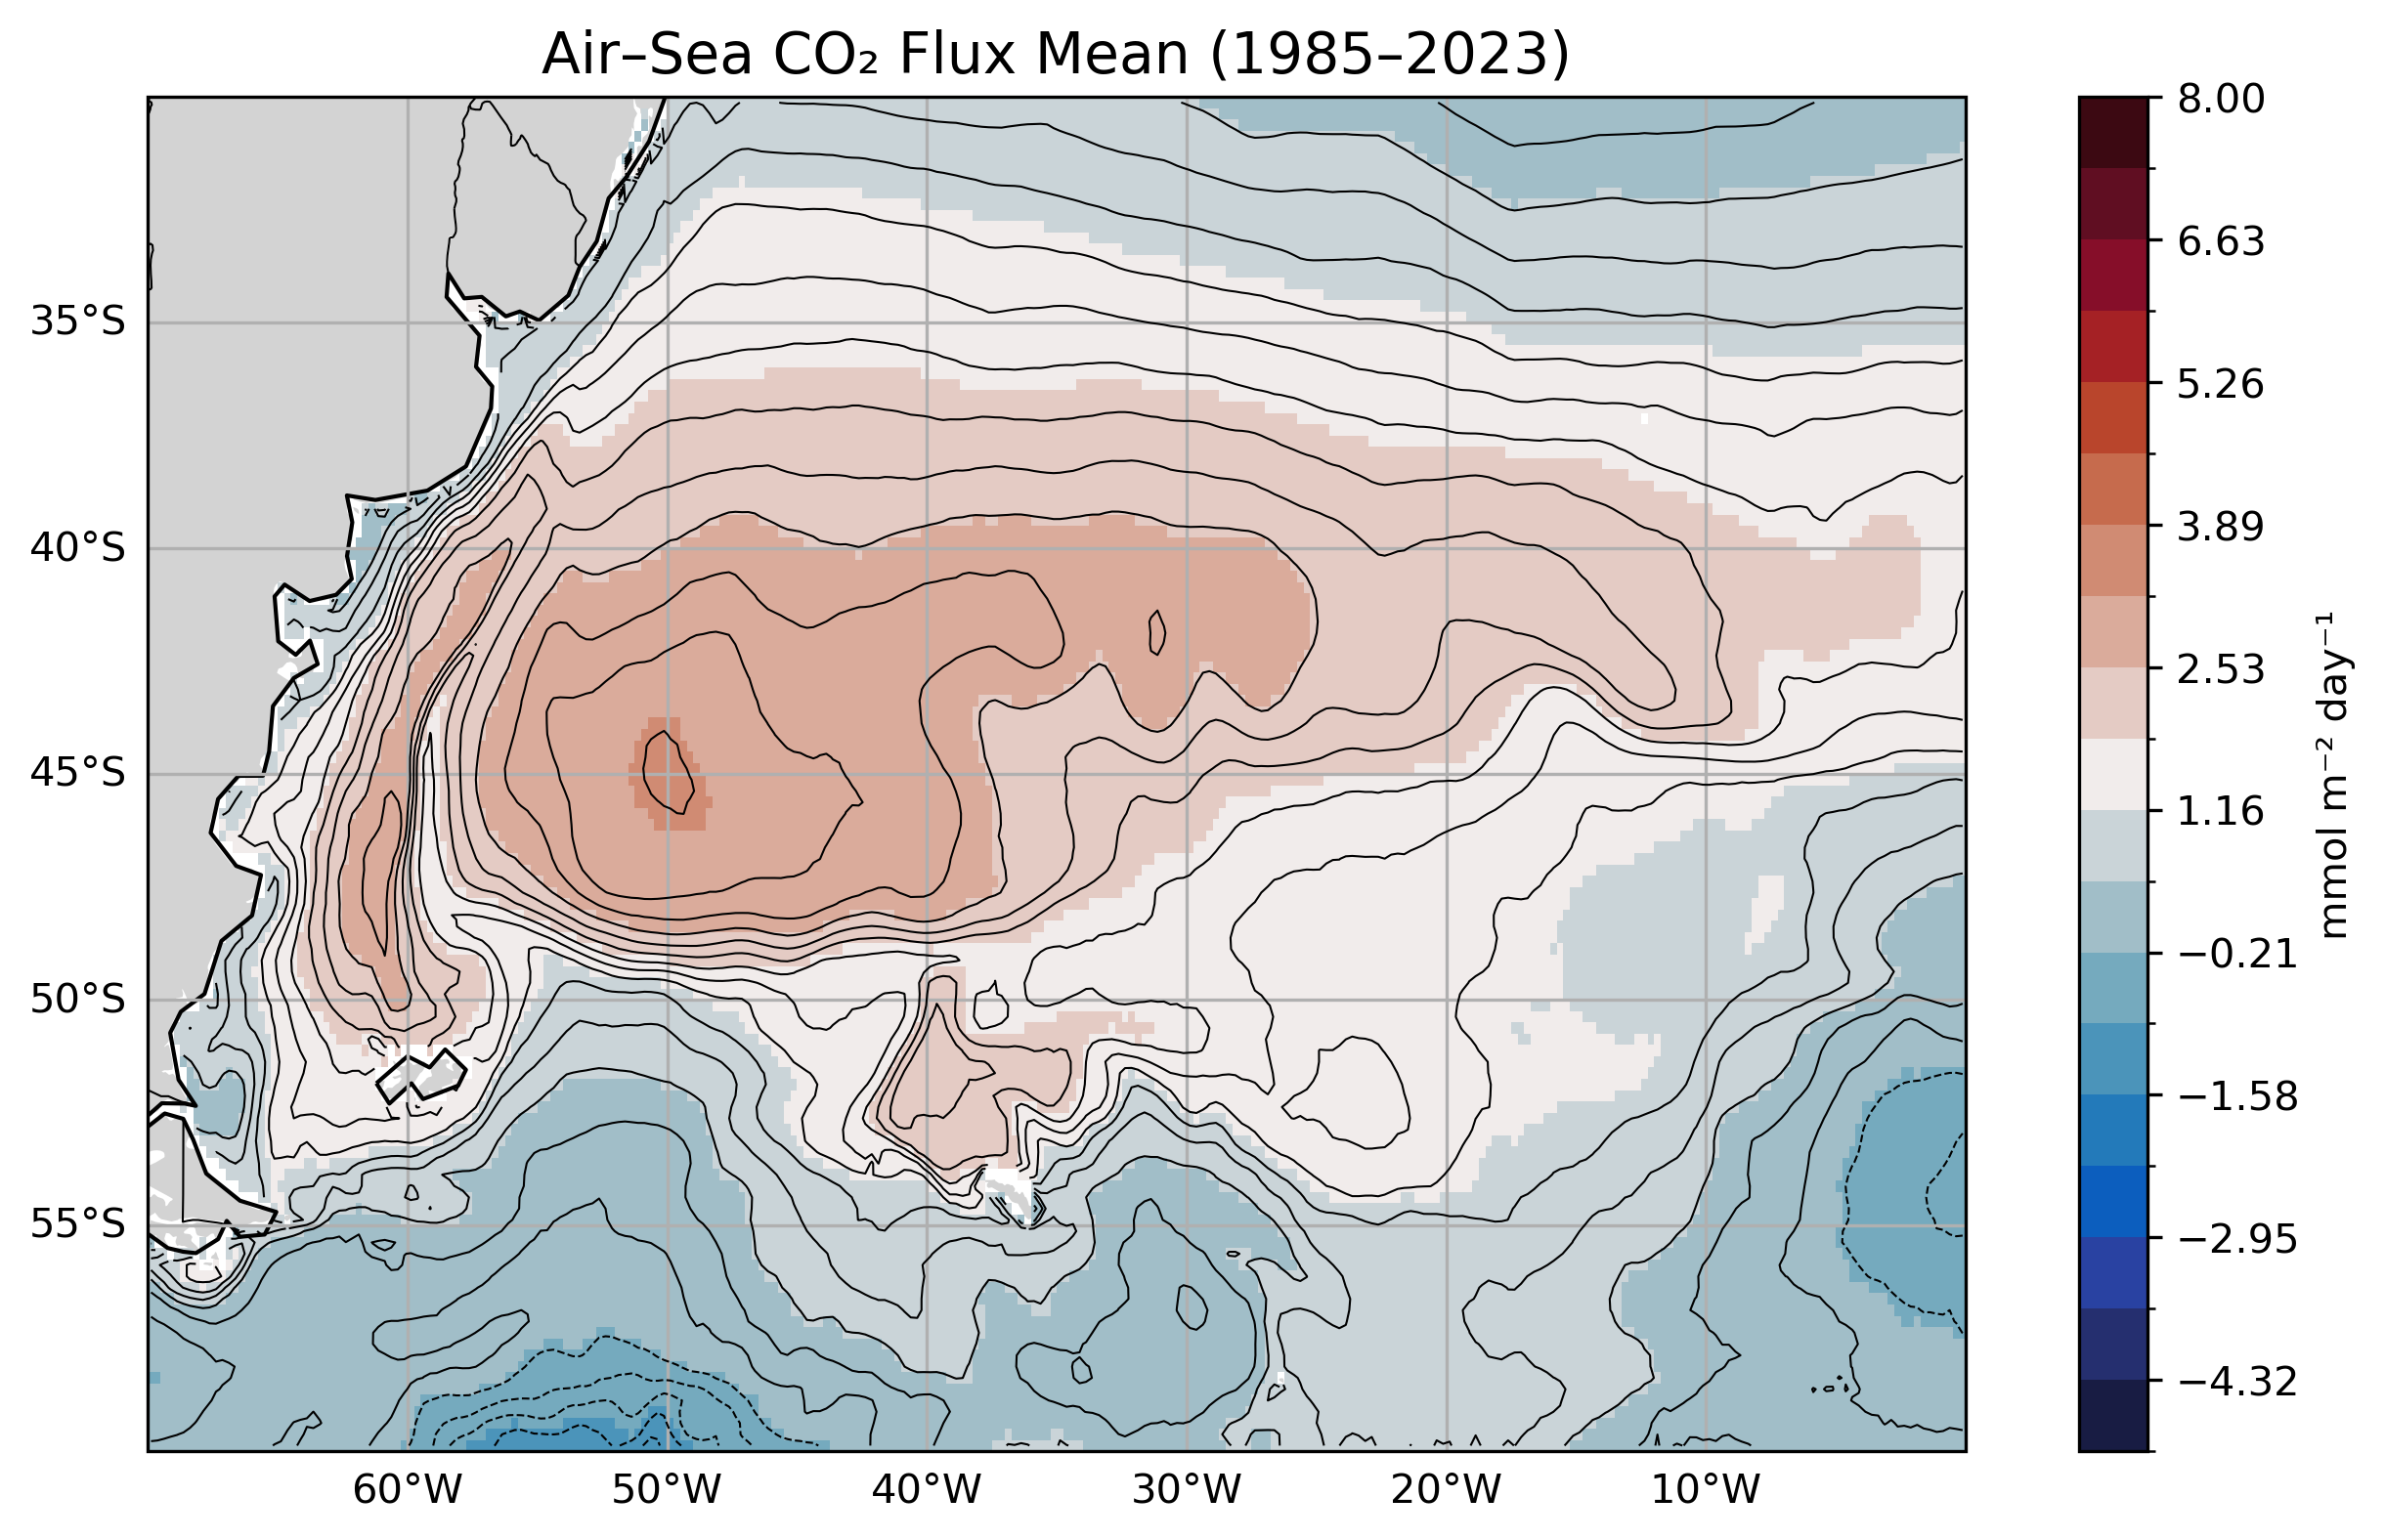 Air–Sea CO₂ Flux Mean (1985–2023)
35°S
40°S
45°S
50°S
55°S
60°W
50°W
40°W
30°W
20°W
10°W
8.00
6.63
5.26
3.89
2.53
1.16
−0.21
−1.58
−2.95
−4.32
mmol m⁻² day⁻¹